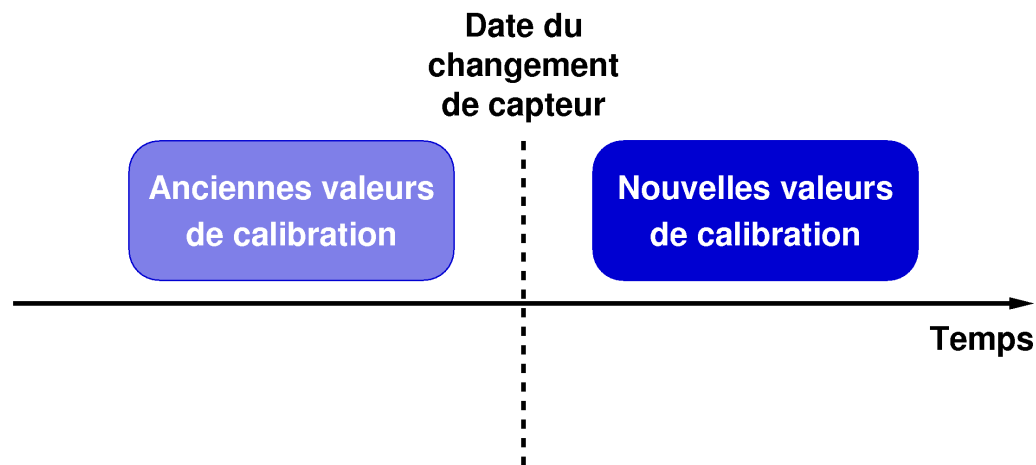 Date du
changement
de capteur
Anciennes valeurs
de calibration
Nouvelles valeurs
de calibration
Temps